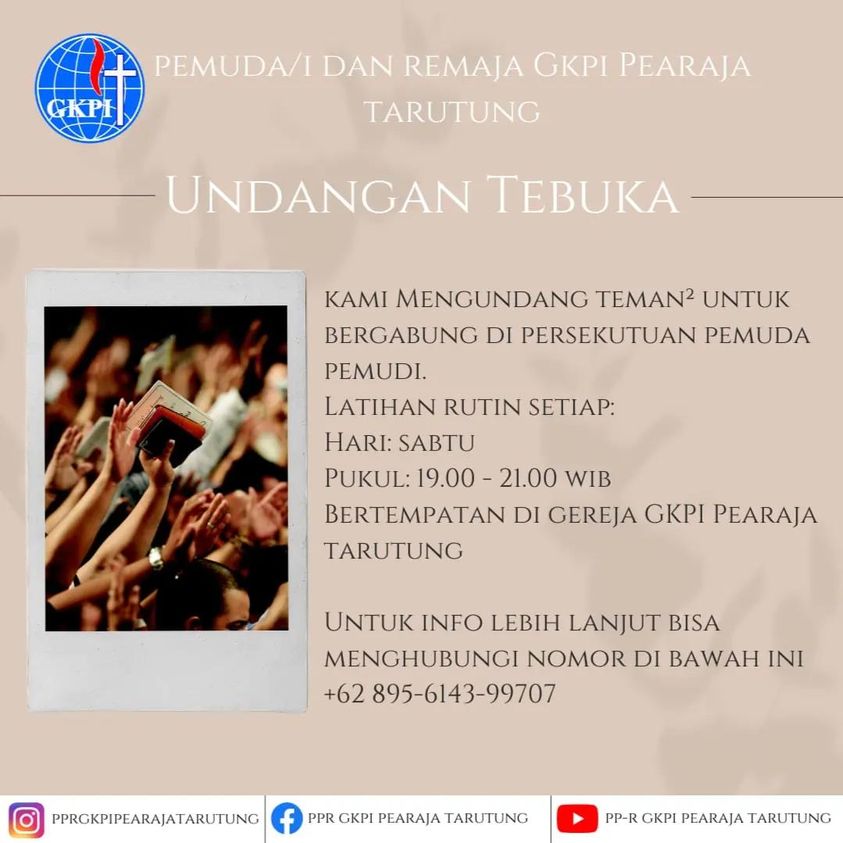 GKPI
Pemuda/i dan Remaja GKPI Pearaja
Tarutung
Undangan Tebuka
Kami Mengundang teman² untuk
bergabung di persekutuan pemuda
pemudi.
Latihan rutin setiap:
Hari: Sabtu
Pukul: 19.00 - 21.00 WIB
Bertempatan di gereja GKPI Pearaja
Tarutung
Untuk info lebih lanjut bisa
menghubungi nomor di bawah ini
+62 895-6143-99707
pprgkpipearajatarutung
PPR GKPI PEARAJA TARUTUNG
PP-R GKPI PEARAJA TARUTUNG